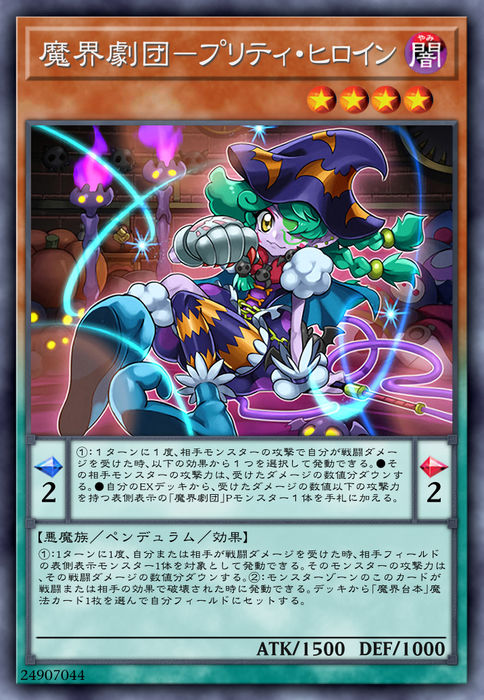 魔界劇団－プリティ・ヒロイン
やみ
闇
①：１ターンに１度、相手モンスターの攻撃で自分が戦闘ダメー
ジを受けた時、以下の効果から１つを選択して発動できる。●そ
の相手モンスターの攻撃力は、受けたダメージの数値分ダウンす
る。●自分のEXデッキから、受けたダメージの数値以下の攻撃力
を持つ表側表示の「魔界劇団」Pモンスター１体を手札に加える。
2
2
【悪魔族／ペンデュラム／効果】
①：1ターンに1度、自分または相手が戦闘ダメージを受けた時、相手フィールド
の表側表示モンスター1体を対象として発動できる。そのモンスターの攻撃力は
、その戦闘ダメージの数値分ダウンする。②：モンスターゾーンのこのカードが
戦闘または相手の効果で破壊された時に発動できる。デッキから「魔界台本」魔
法カード1枚を選んで自分フィールドにセットする。
ATK/1500 DEF/1000
24907044